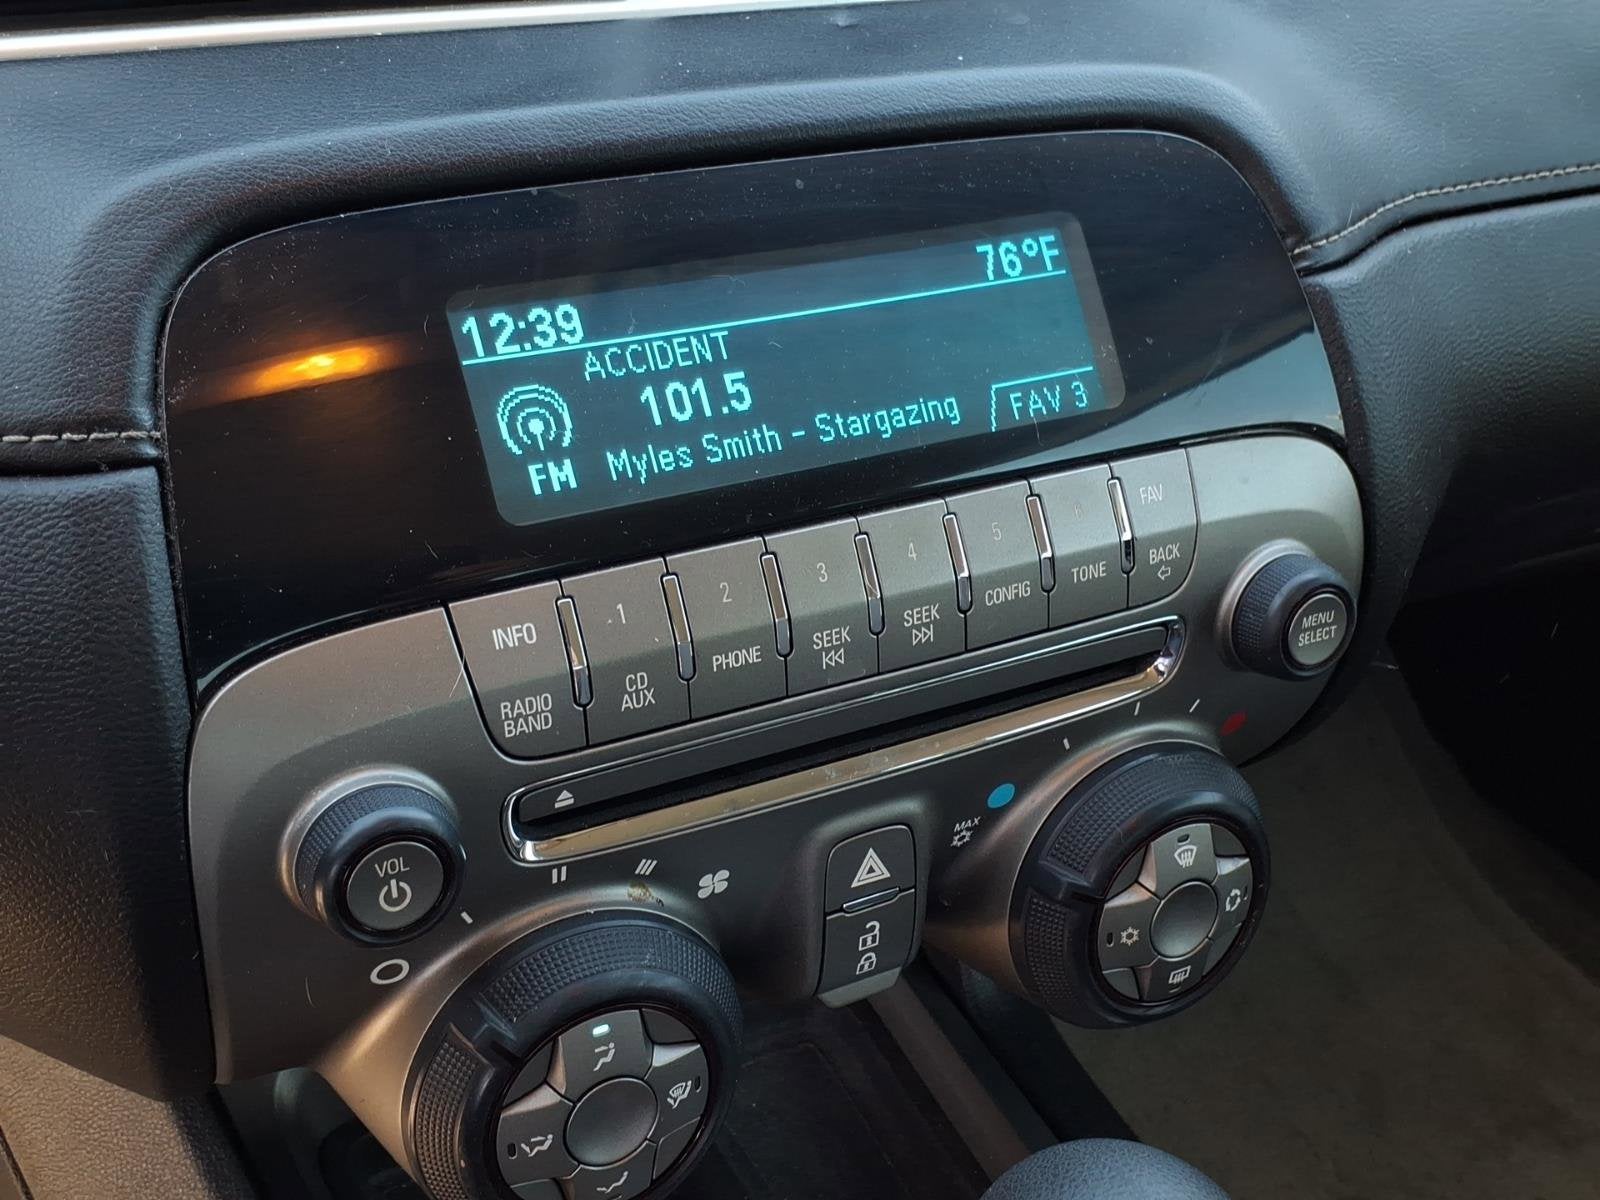 76°F
12:39
ACCIDENT
101.5
FM
Myles Smith - Stargazing
FAV 3
INFO
RADIO
BAND
1
CD
AUX
2
PHONE
3
SEEK
4
SEEK
5
CONFIG
6
TONE
FAV
BACK
MENU
SELECT
VOL
MAX